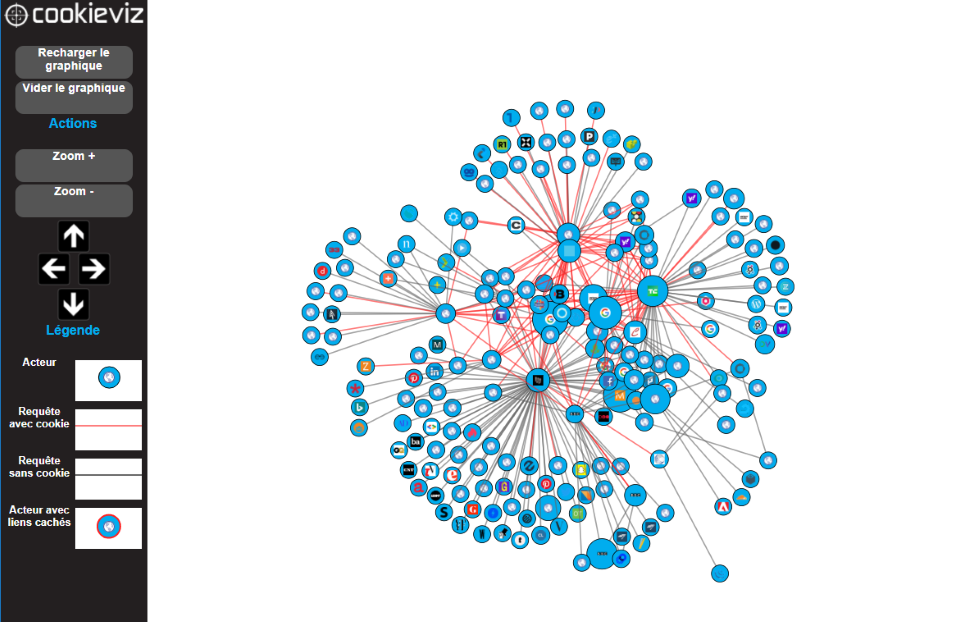 cookieviz
Recharger le
graphique
Vider le graphique
Actions
Zoom +
Zoom -
Légende
Acteur
Requête
avec cookie
Requête
sans cookie
Acteur avec
liens cachés